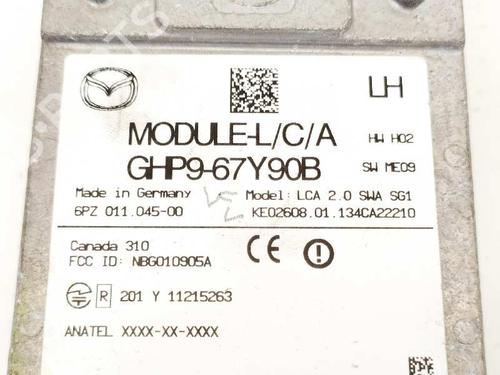 LH
MODULE-L/C/A
HW H02
GHP9-67Y90B
SW ME09
Made in Germany
Model: LCA 2.0 SWA SG1
6PZ 011.045-00
KE02608.01.134CA22210
Canada 310
FCC ID: NBG010905A
CE
R 201 Y 11215263
ANATEL XXXX-XX-XXXX